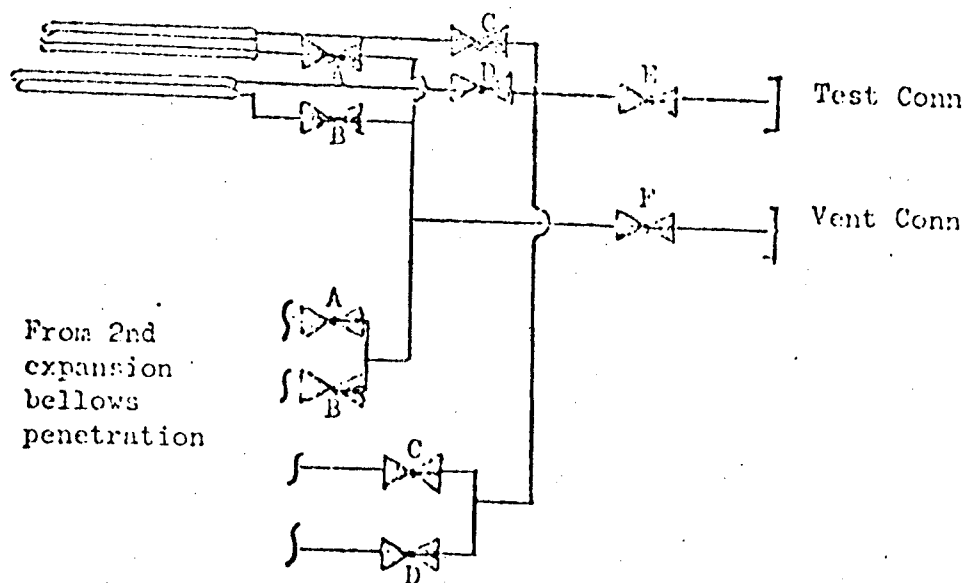 C
A
D
E
Test Conn
B
F
Vent Conn
A
From 2nd
expansion
bellows
penetration
B
C
D